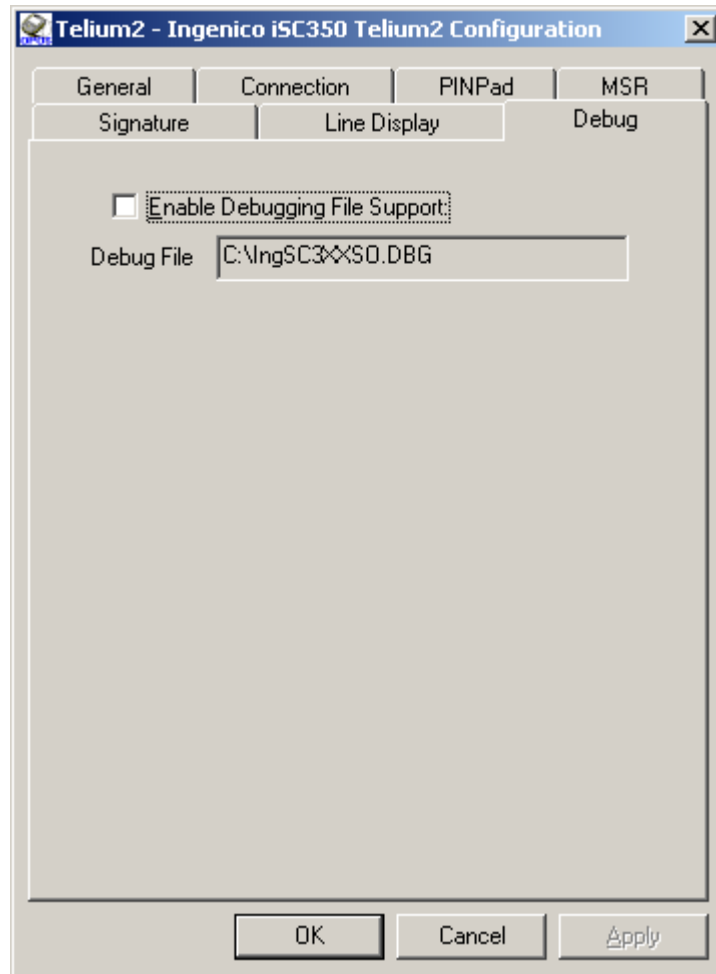 Telium2 - Ingenico iSC350 Telium2 Configuration
General Connection PINPad MSR
Signature Line Display Debug
Enable Debugging File Support:
Debug File C:\IngSC3XXSO.DBG
OK Cancel Apply